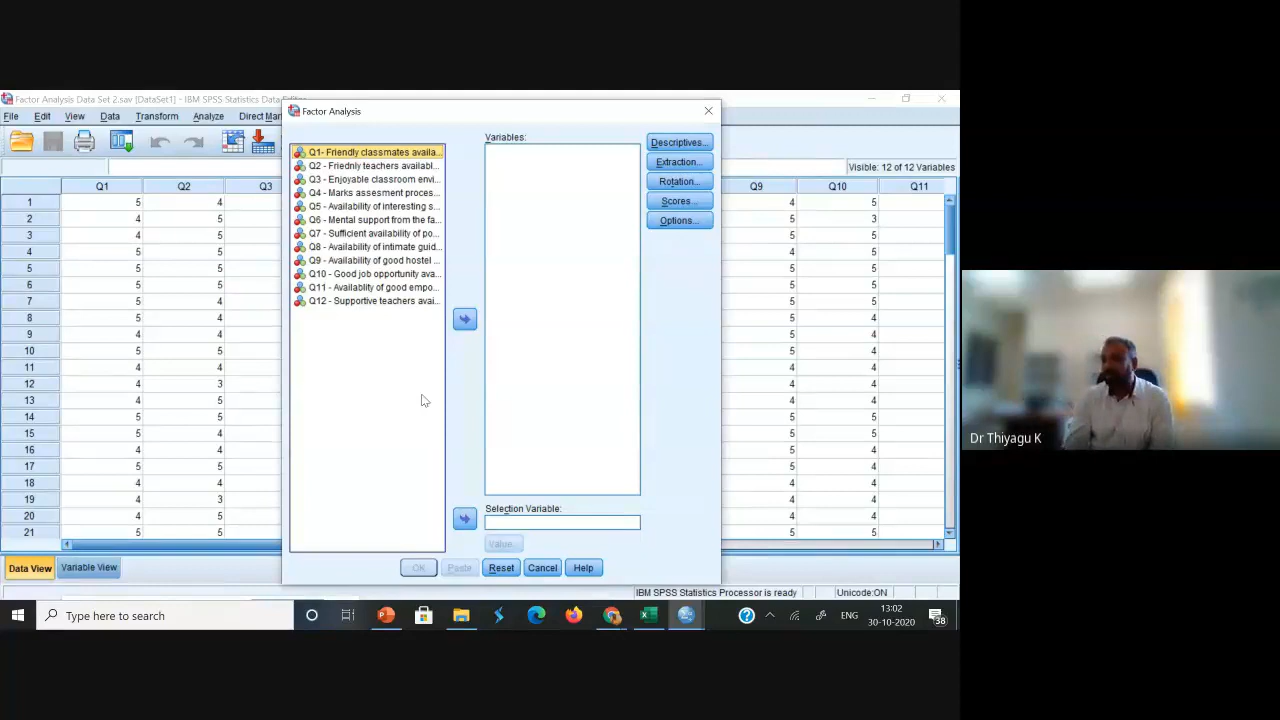 Factor Analysis Data Set 2.sav [DataSet1] - IBM SPSS Statistics Data
File Edit View Data Transform Analyze Direct
Visible: 12 of 12 Variables
Q1 Q2 Q3 Q9 Q10 Q11
1 5 4 4 5
2 4 5 5 3
3 4 5 5 5
4 5 5 4 5
5 5 5 5 5
6 5 5 5 5
7 5 4 5 4
8 5 4 5 4
9 4 4 5 4
10 5 5 5 4
11 4 4 4 4
12 4 3 4 4
13 4 5 4 4
14 5 5 5 4
15 5 4 5 4
16 4 4 4 4
17 5 5 5 4
18 4 4 4 4
19 4 3 4 4
20 4 5 5 4
21 5 5 5 5
Data View Variable View
IBM SPSS Statistics Processor is ready Unicode:ON
Factor Analysis
Q1- Friendly classmates availa...
Q2 - Friednly teachers availabl...
Q3 - Enjoyable classroom envi...
Q4 - Marks assesment proces...
Q5 - Availability of interesting s...
Q6 - Mental support from the fa...
Q7 - Sufficient availability of po...
Q8 - Availability of intimate guid...
Q9 - Availability of good hostel ...
Q10 - Good job opportunity ava...
Q11 - Availablity of good empo...
Q12 - Supportive teachers avai...
Variables:
Selection Variable:
Value...
Descriptives...
Extraction...
Rotation...
Scores...
Options...
OK Paste Reset Cancel Help
Type here to search
ENG
13:02
30-10-2020
38
Dr Thiyagu K